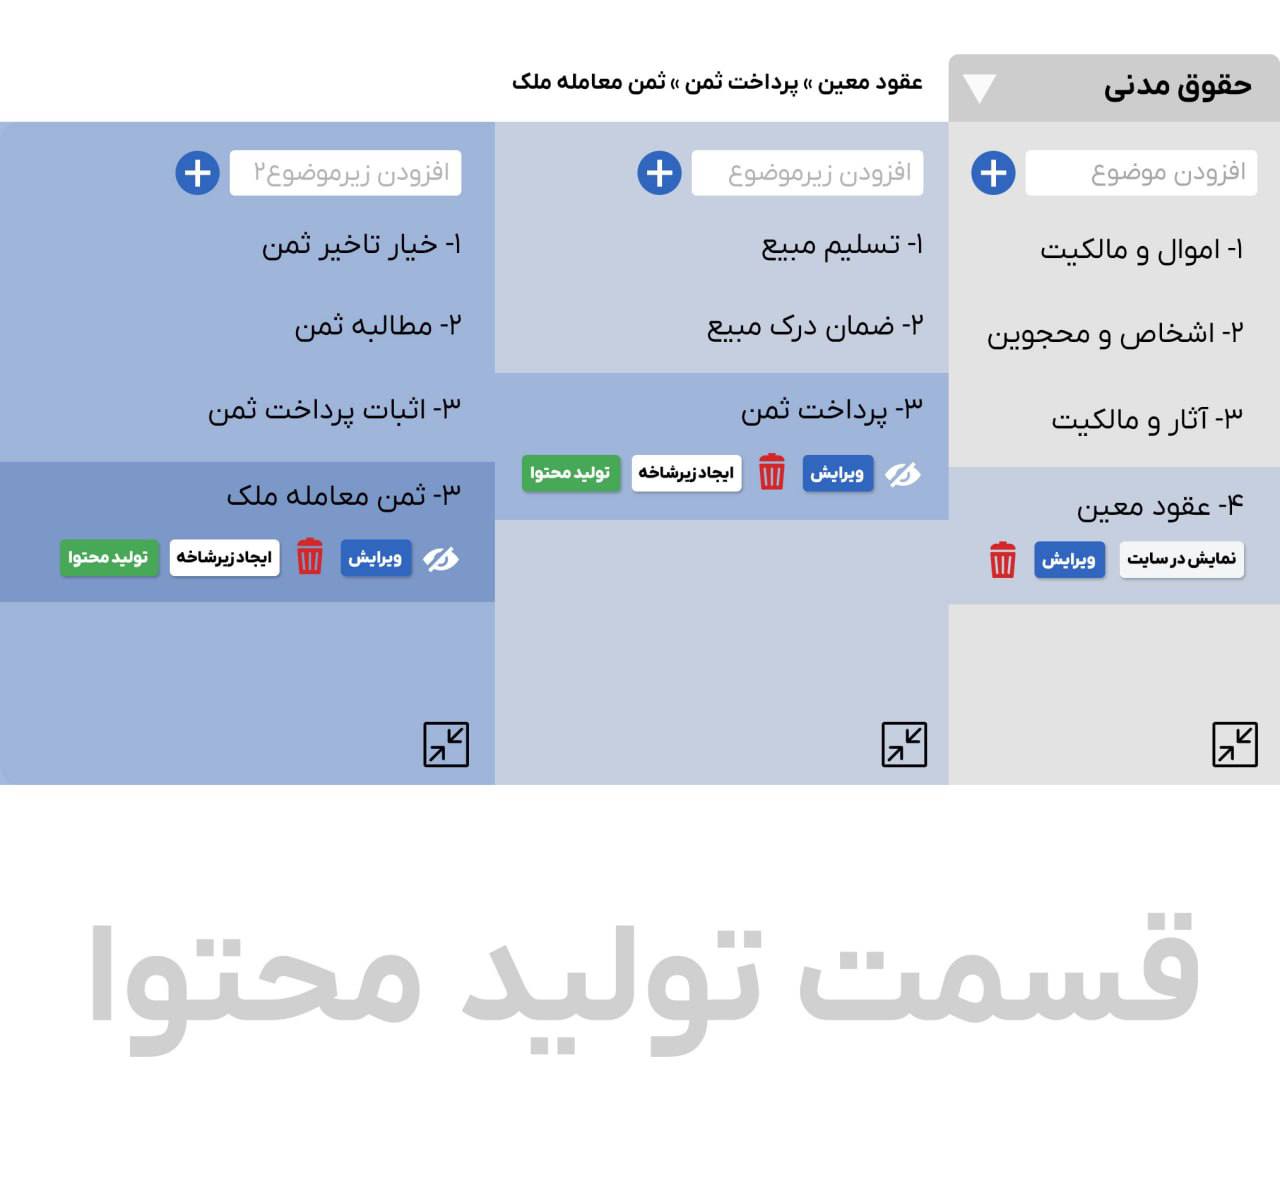 حقوق مدنی
عقود معین » پرداخت ثمن » ثمن معامله ملک
افزودن موضوع
۱- اموال و مالکیت
۲- اشخاص و محجوین
۳- آثار و مالکیت
۴- عقود معین
نمایش در سایت
ویرایش
افزودن زیرموضوع
۱- تسلیم مبیع
۲- ضمان درک مبیع
۳- پرداخت ثمن
ویرایش
ایجاد زیرشاخه
تولید محتوا
افزودن زیرموضوع۲
۱- خیار تاخیر ثمن
۲- مطالبه ثمن
۳- اثبات پرداخت ثمن
۳- ثمن معامله ملک
ویرایش
ایجاد زیرشاخه
تولید محتوا
قسمت تولید محتوا